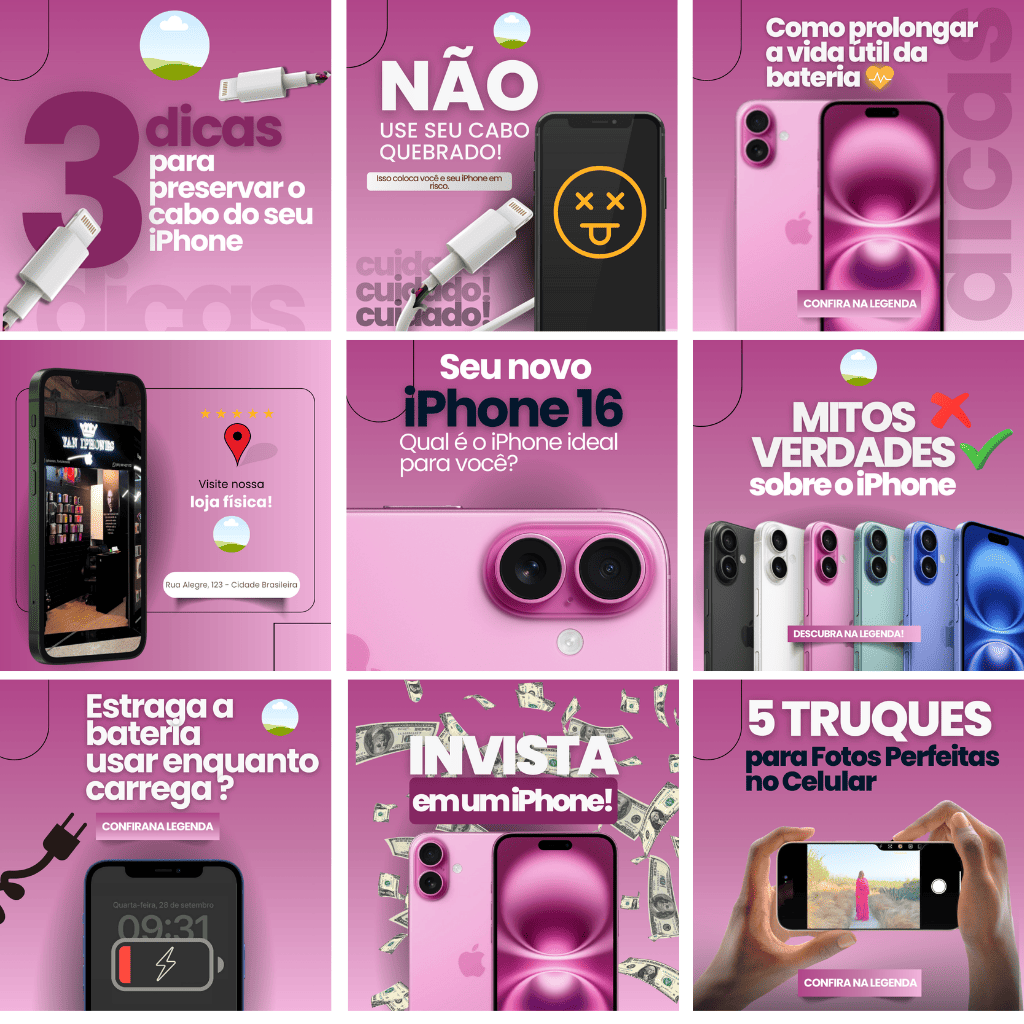 3
dicas
para
preservar o
cabo do seu
iPhone
dicas
NÃO
USE SEU CABO
QUEBRADO!
Isso coloca você e seu iPhone em
risco.
cuidado!
cuidado!
cuidado!
Como prolongar
a vida útil da
bateria
dicas
CONFIRA NA LEGENDA
YAN IPHONES
Visite nossa
loja física!
Rua Alegre, 123 - Cidade Brasileira
Seu novo
iPhone 16
Qual é o iPhone ideal
para você?
MITOS
VERDADES
sobre o iPhone
DESCUBRA NA LEGENDA!
Estraga a
bateria
usar enquanto
carrega ?
CONFIRANA LEGENDA
Quarta-feira, 28 de setembro
09:31
INVISTA
em um iPhone!
5 TRUQUES
para Fotos Perfeitas
no Celular
CONFIRA NA LEGENDA